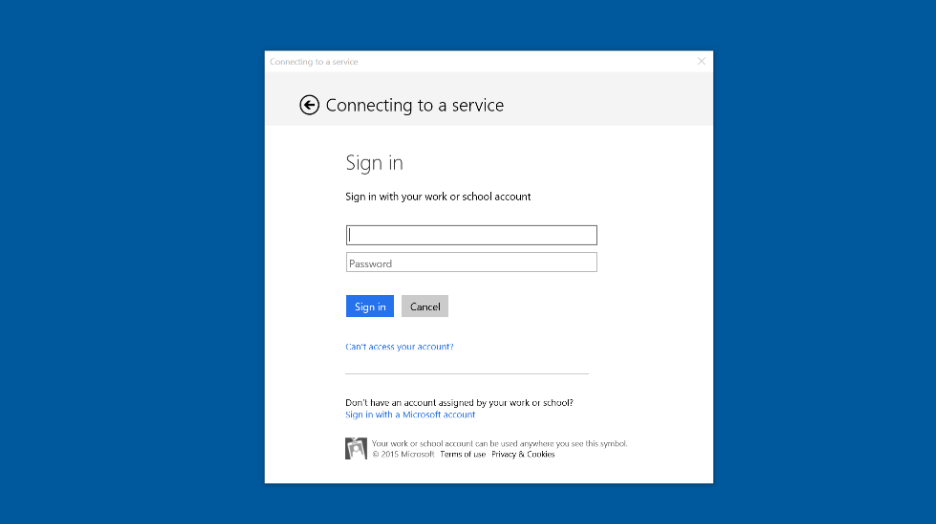 Connecting to a service
Connecting to a service
Sign in
Sign in with your work or school account
Password
Sign in Cancel
Can't access your account?
Don't have an account assigned by your work or school?
Sign in with a Microsoft account
Your work or school account can be used anywhere you see this symbol.
© 2015 Microsoft Terms of use Privacy & Cookies